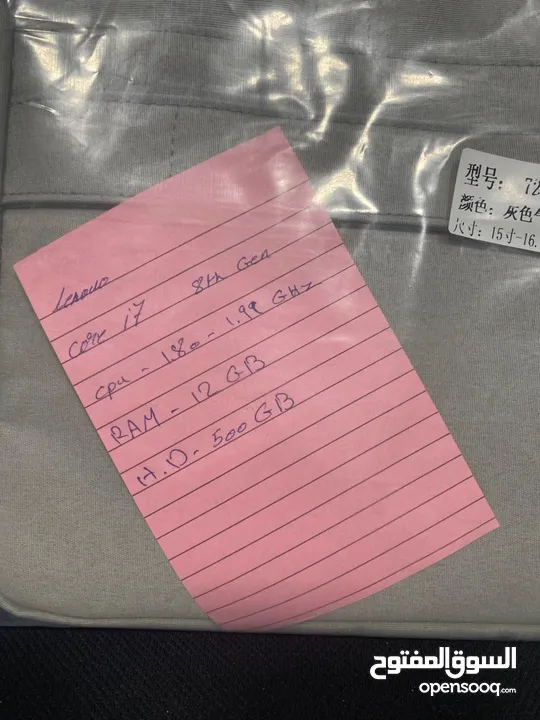 Lenovo
Core i7 8th Gen
cpu - 1.80 - 1.99 GHz
RAM - 12 GB
H.D - 500 GB
型号: 72
颜色: 灰色
尺寸: 15寸-16.
السوق المفتوح
opensooq.com